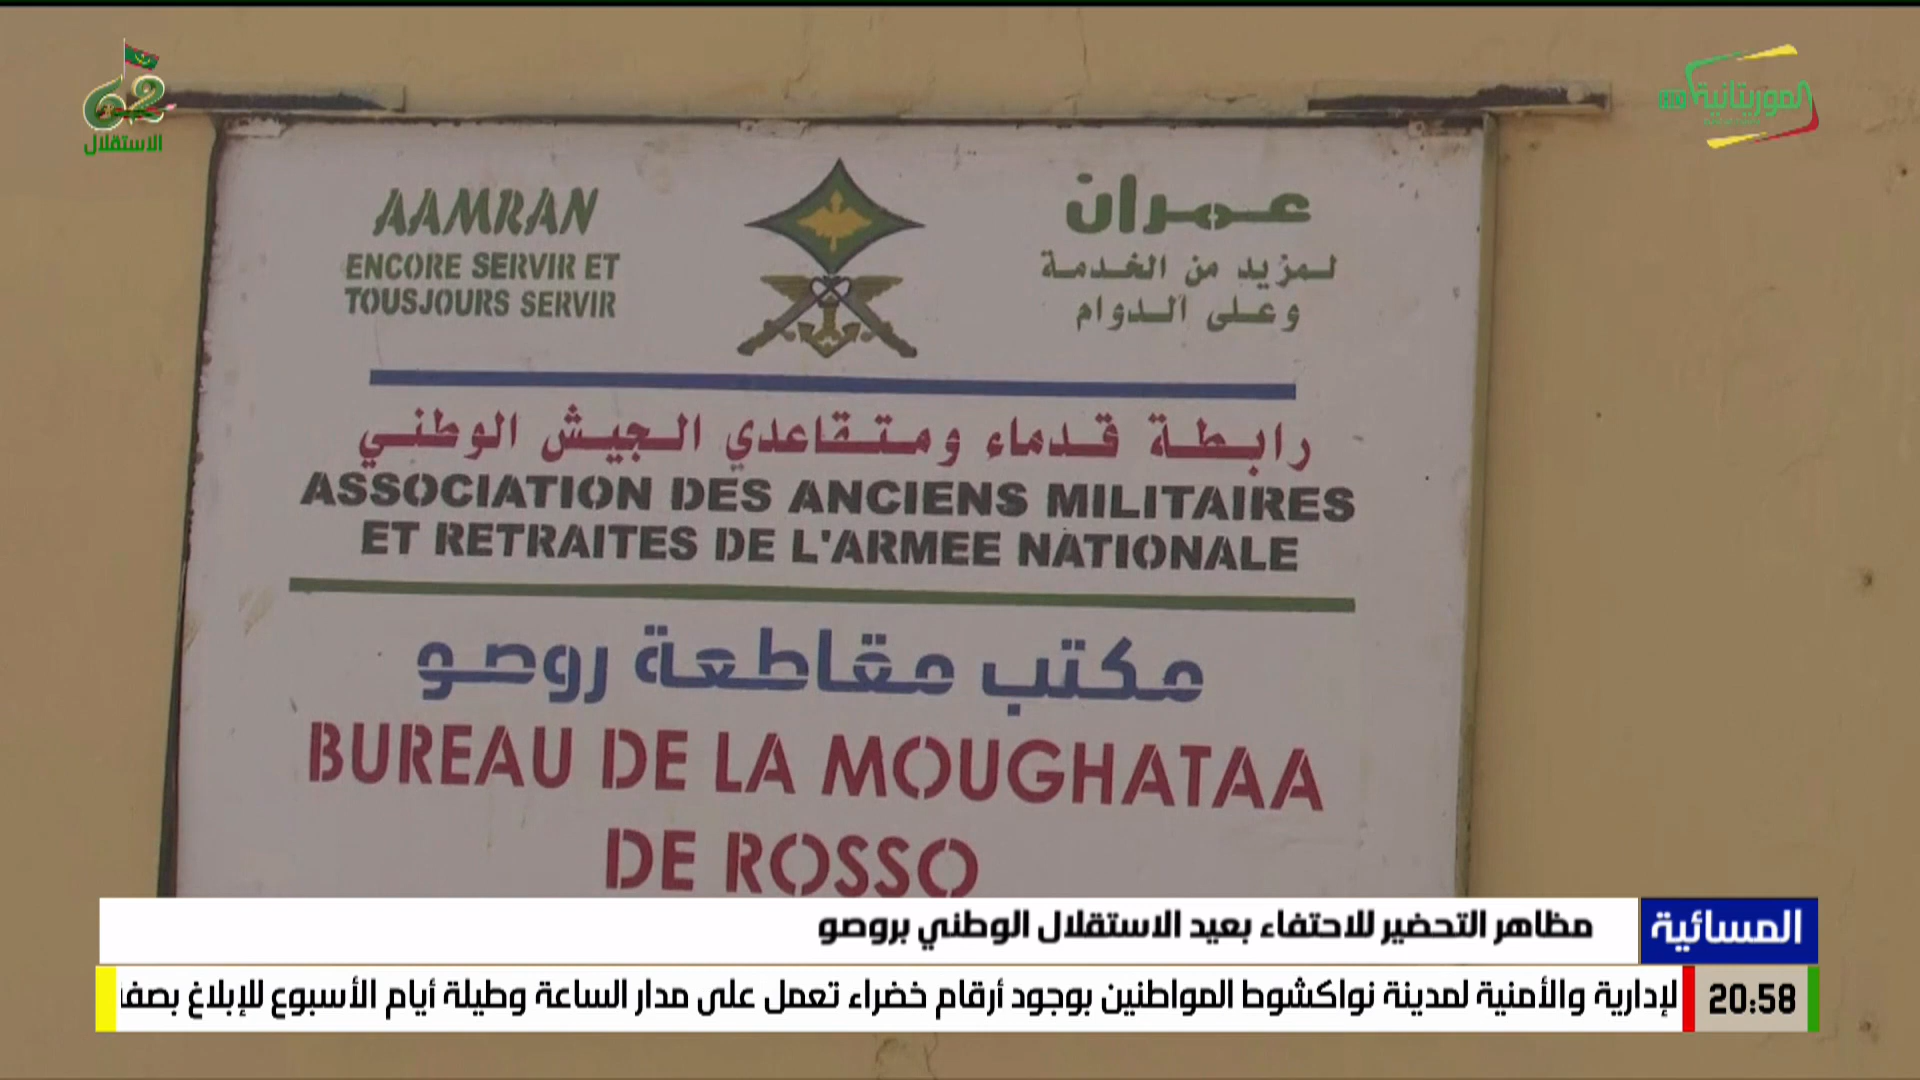 62
الاستقلال
الموريتانية
AAMRAN
ENCORE SERVIR ET
TOUSJOURS SERVIR
عمران
لمزيد من الخدمة
وعلى الدوام
رابطة قدماء ومتقاعدي الجيش الوطني
ASSOCIATION DES ANCIENS MILITAIRES
ET RETRAITES DE L'ARMEE NATIONALE
مكتب مقاطعة روصو
BUREAU DE LA MOUGHATAA
DE ROSSO
المسائية
مظاهر التحضير للاحتفاء بعيد الاستقلال الوطني بروصو
20:58
لإدارية والأمنية لمدينة نواكشوط المواطنين بوجود أرقام خضراء تعمل على مدار الساعة وطيلة أيام الأسبوع للإبلاغ بصف